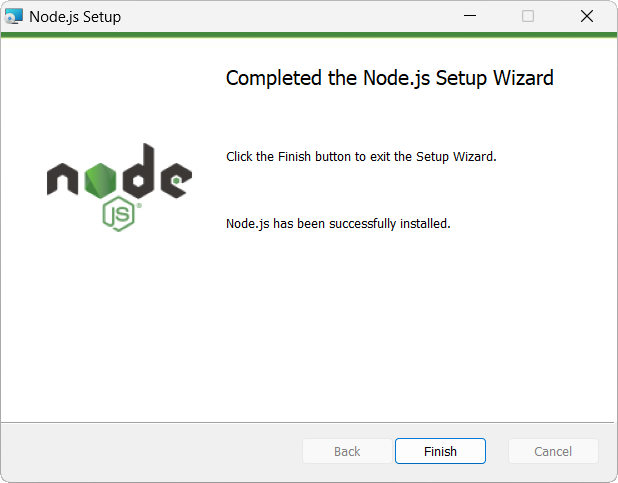 Node.js Setup
Completed the Node.js Setup Wizard
Click the Finish button to exit the Setup Wizard.
node
JS
Node.js has been successfully installed.
Back
Finish
Cancel